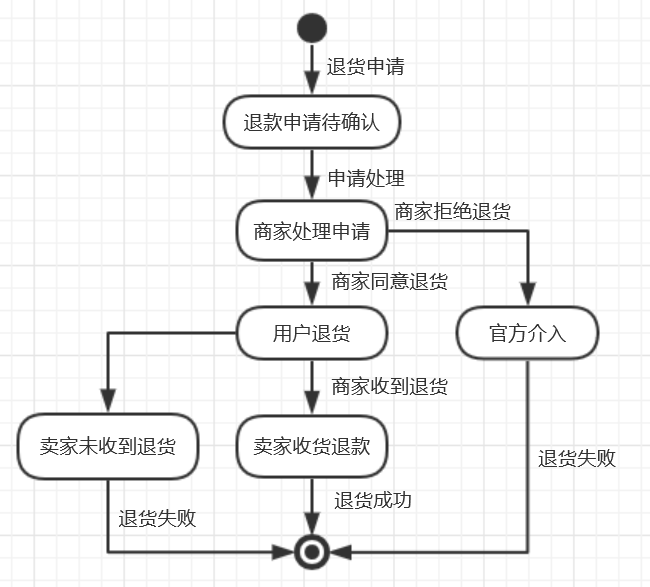 退货申请
退款申请待确认
申请处理
商家处理申请
商家拒绝退货
商家同意退货
用户退货
官方介入
商家收到退货
卖家未收到退货
卖家收货退款
退货失败
退货成功
退货失败